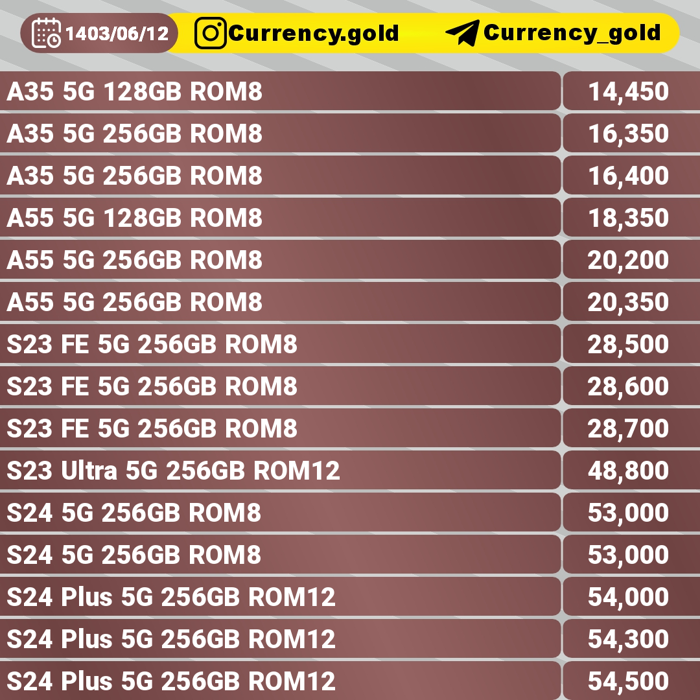 1403/06/12 Currency.gold Currency_gold
A35 5G 128GB ROM8 14,450
A35 5G 256GB ROM8 16,350
A35 5G 256GB ROM8 16,400
A55 5G 128GB ROM8 18,350
A55 5G 256GB ROM8 20,200
A55 5G 256GB ROM8 20,350
S23 FE 5G 256GB ROM8 28,500
S23 FE 5G 256GB ROM8 28,600
S23 FE 5G 256GB ROM8 28,700
S23 Ultra 5G 256GB ROM12 48,800
S24 5G 256GB ROM8 53,000
S24 5G 256GB ROM8 53,000
S24 Plus 5G 256GB ROM12 54,000
S24 Plus 5G 256GB ROM12 54,300
S24 Plus 5G 256GB ROM12 54,500